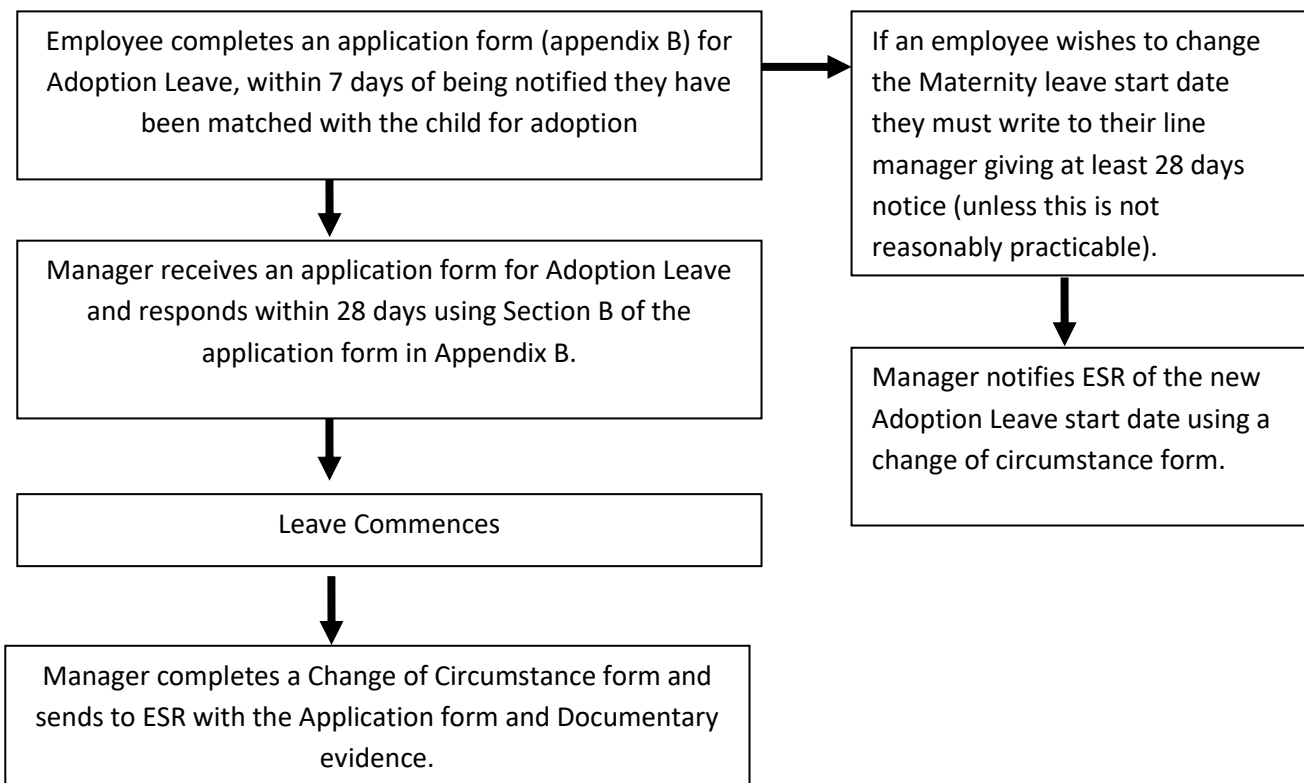 Employee completes an application form (appendix B) for
Adoption Leave, within 7 days of being notified they have
been matched with the child for adoption
If an employee wishes to change
the Maternity leave start date
they must write to their line
manager giving at least 28 days
notice (unless this is not
reasonably practicable).
Manager receives an application form for Adoption Leave
and responds within 28 days using Section B of the
application form in Appendix B.
Manager notifies ESR of the new
Adoption Leave start date using a
change of circumstance form.
Leave Commences
Manager completes a Change of Circumstance form and
sends to ESR with the Application form and Documentary
evidence.